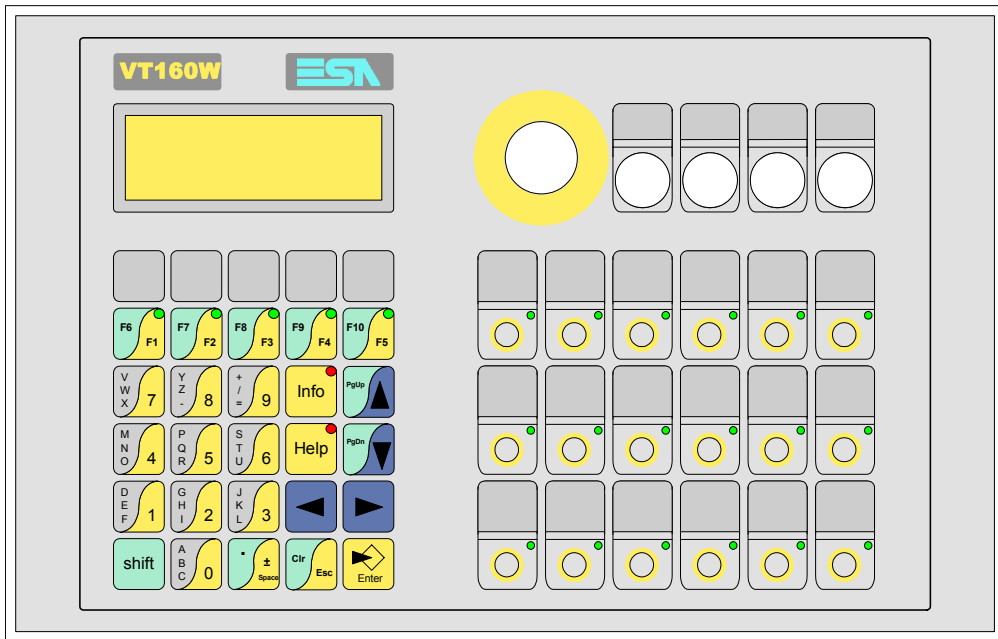 VT160W ESA
F6 F1 F7 F2 F8 F3 F9 F4 F10 F5
V W X 7 Y Z - 8 + / = 9 Info PgUp
M N O 4 P Q R 5 S T U 6 Help PgDn
D E F 1 G H I 2 J K L 3
shift A B C 0 . ± Space Clr Esc Enter